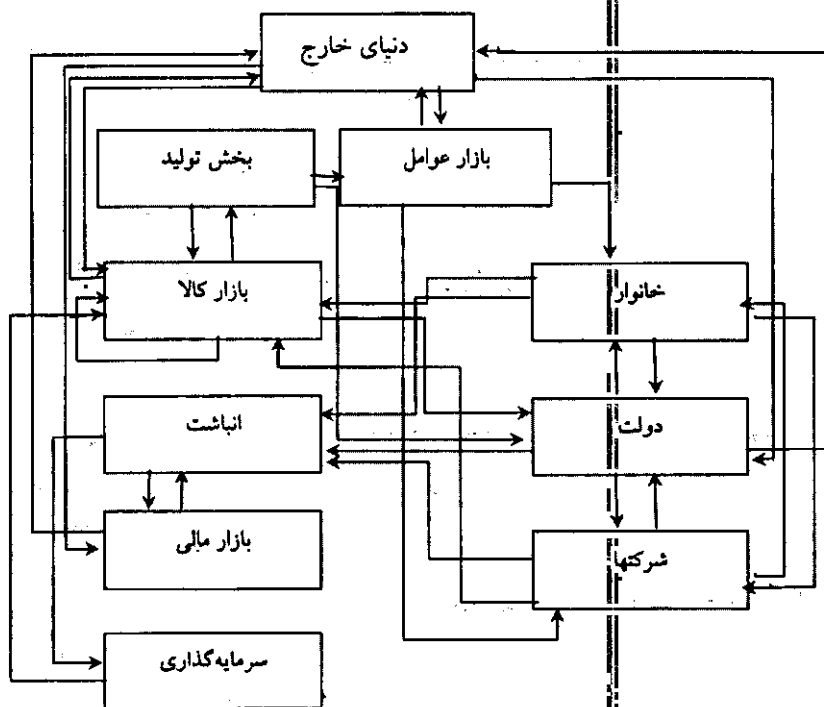 دنیای خارج
بازار عوامل
بخش تولید
خانوار
بازار کالا
دولت
انباشت
شرکتها
بازار مالی
سرمایه‌گذاری